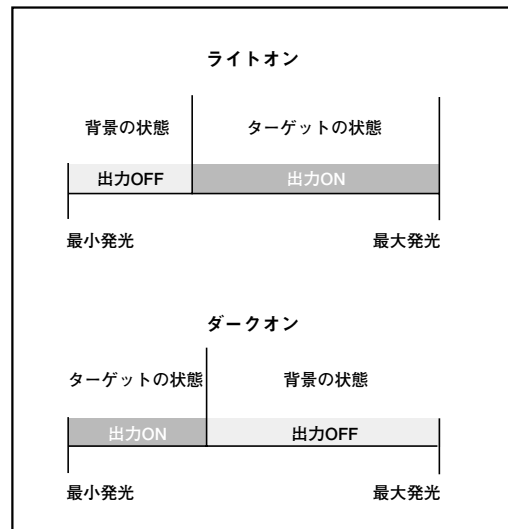 ライトオン
背景の状態 ターゲットの状態
出力OFF 出力ON
最小発光 最大発光
ダークオン
ターゲットの状態 背景の状態
出力ON 出力OFF
最小発光 最大発光